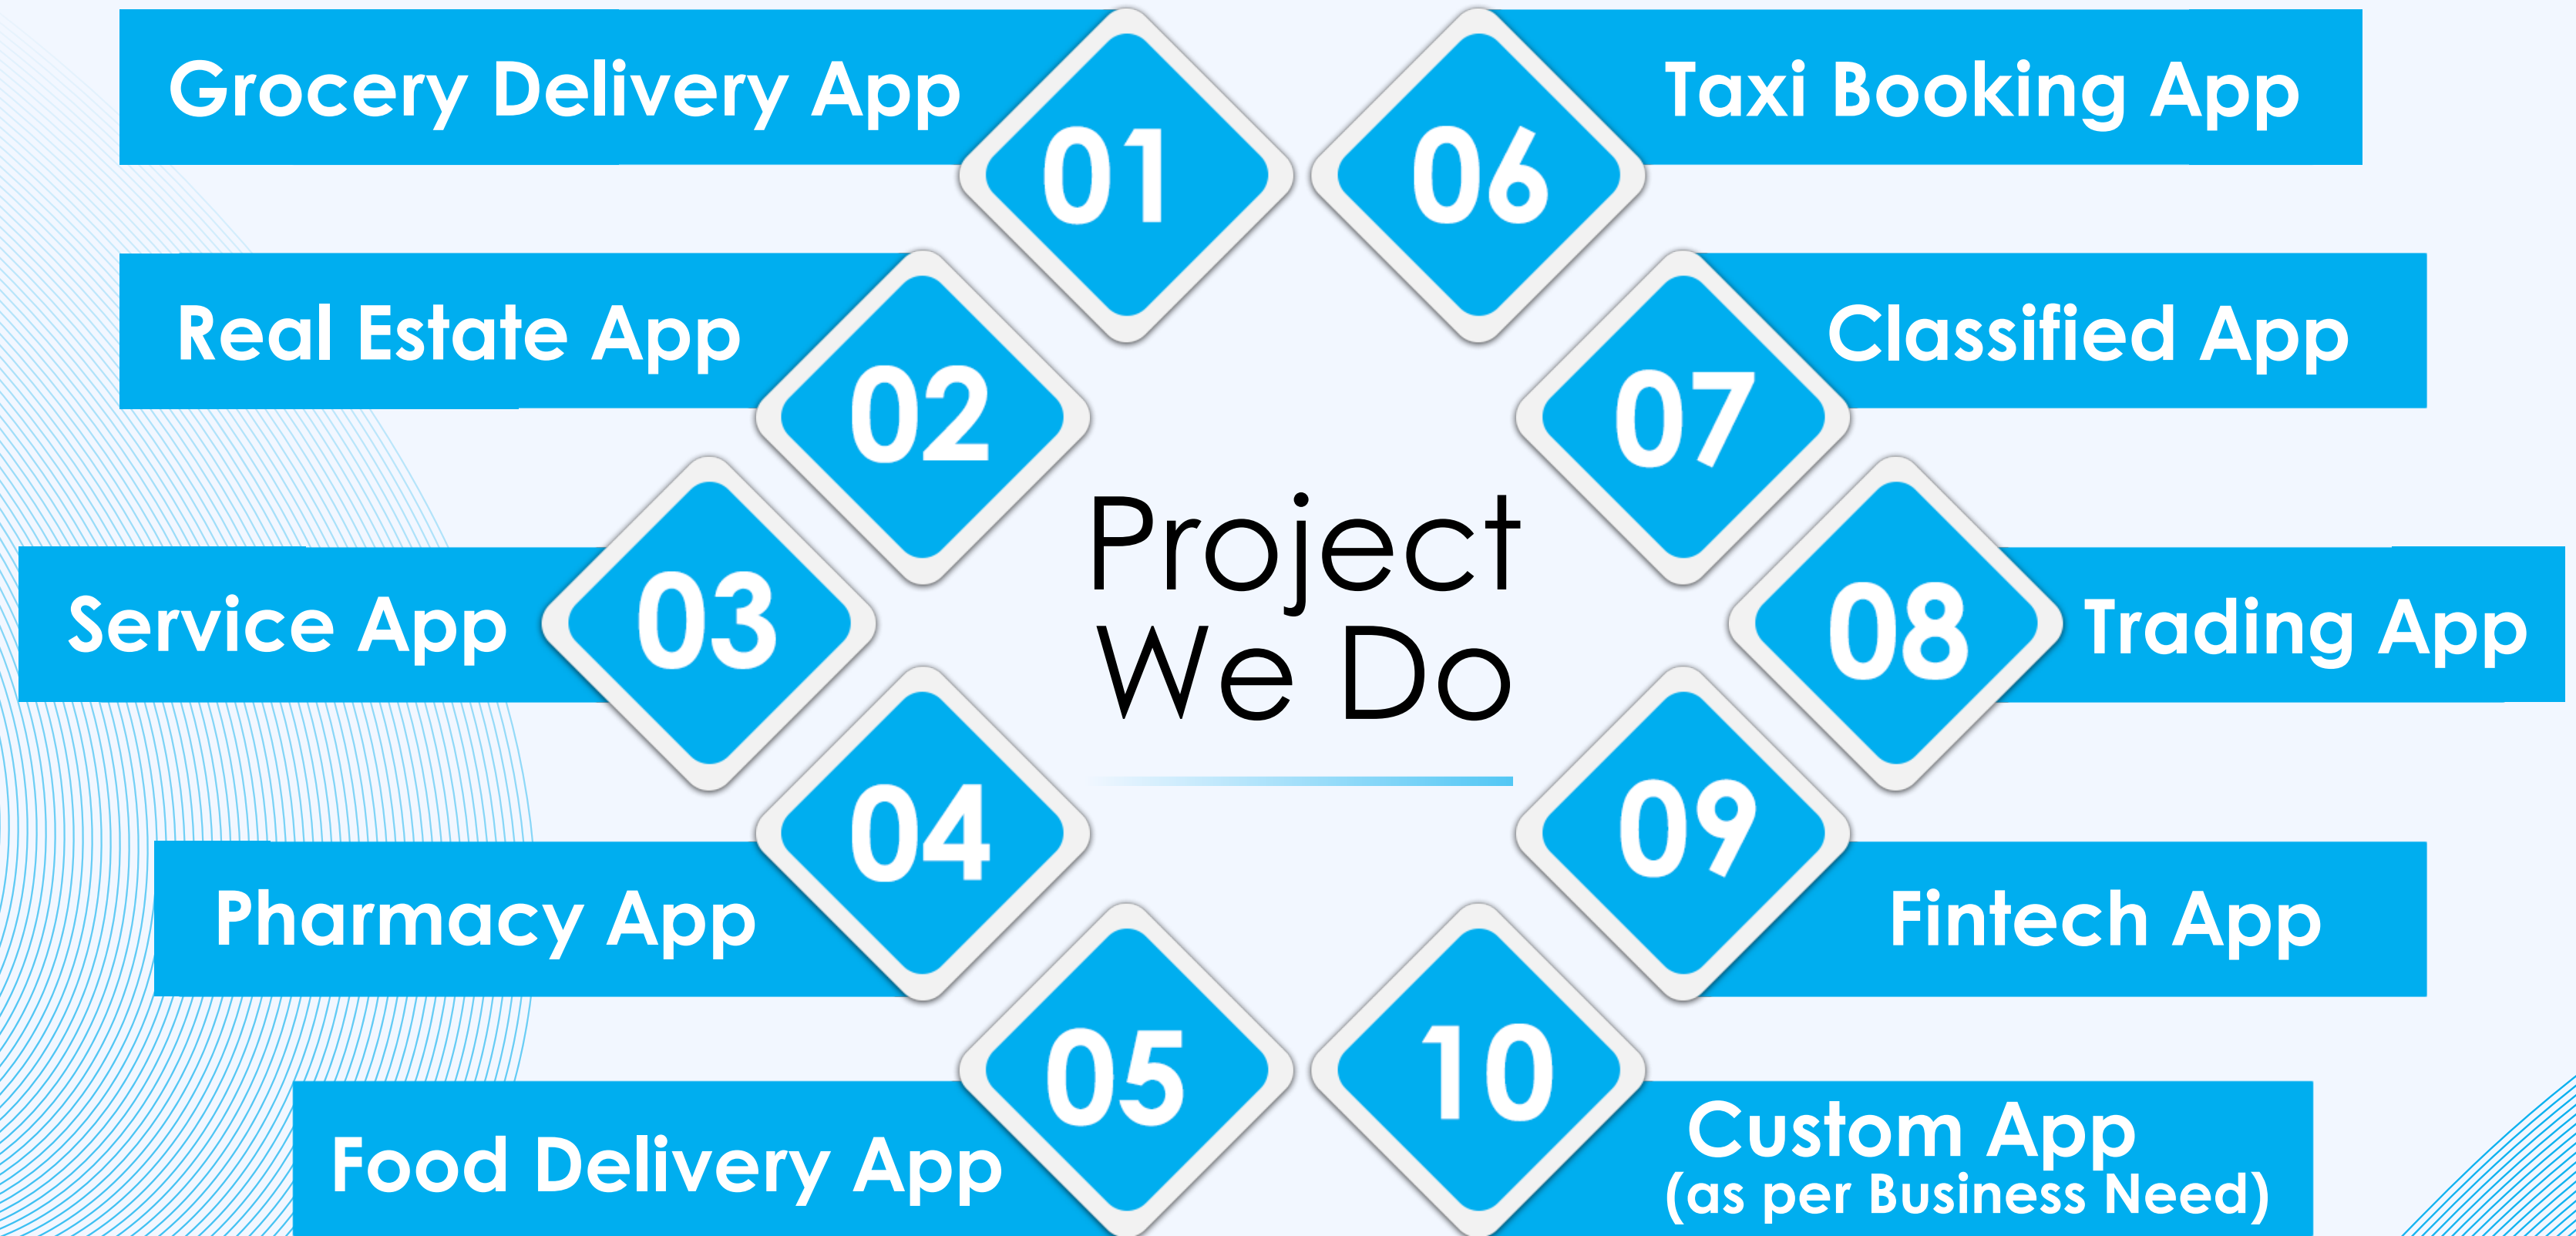 Grocery Delivery App
01
Real Estate App
02
Service App
03
Pharmacy App
04
Food Delivery App
05
Project
We Do
06
Taxi Booking App
07
Classified App
08
Trading App
09
Fintech App
10
Custom App
(as per Business Need)